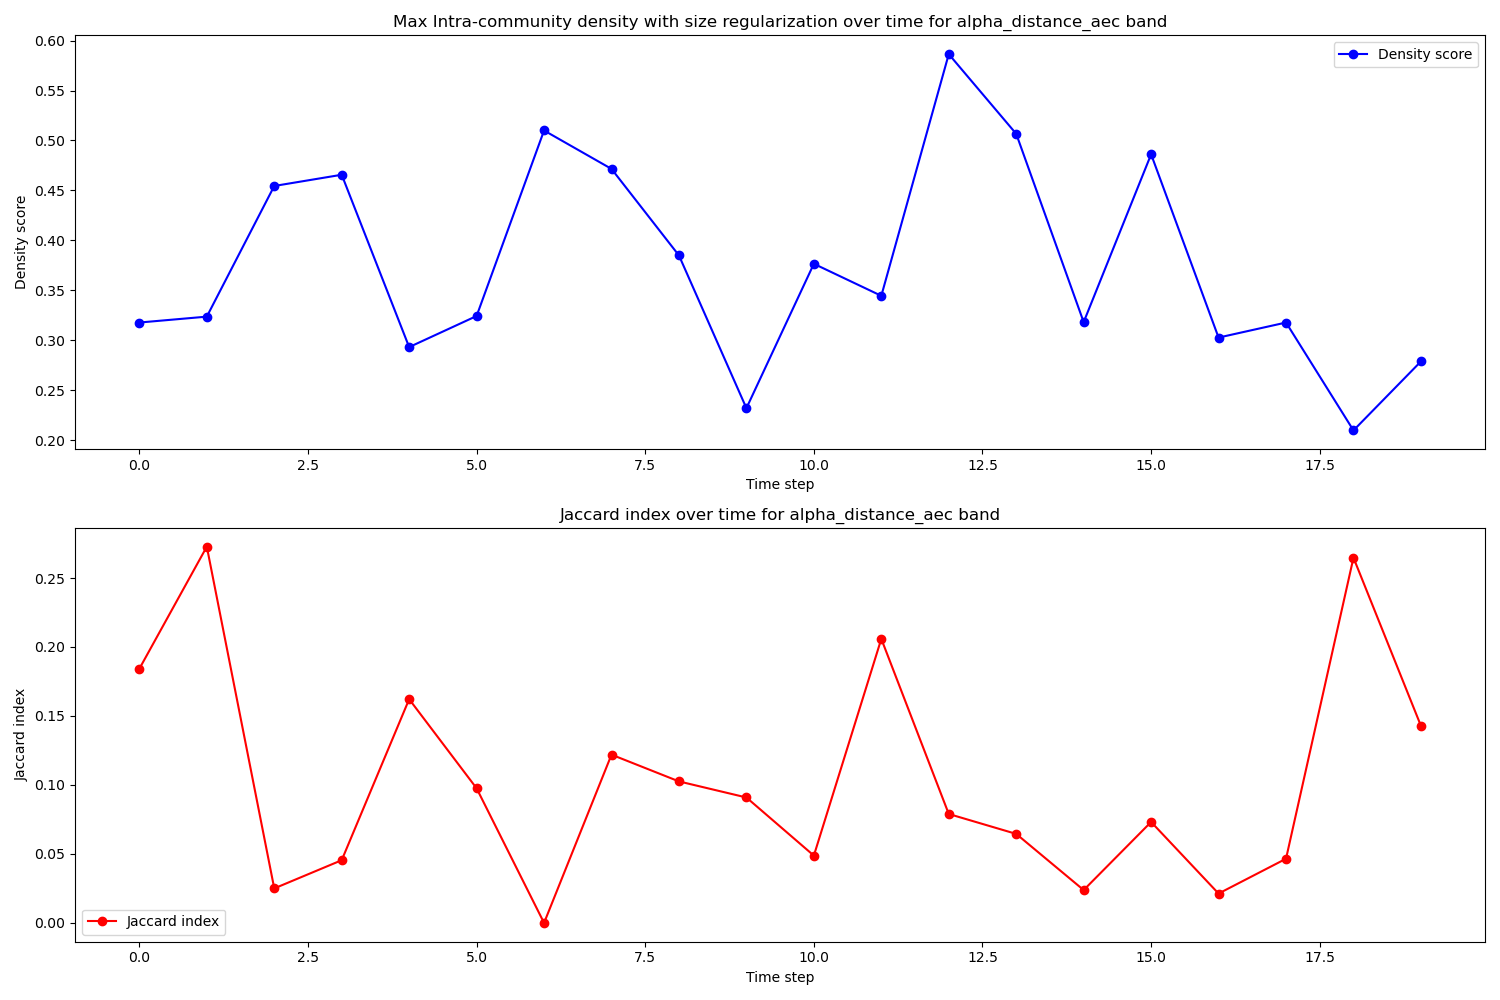 Max Intra-community density with size regularization over time for alpha_distance_aec band
Density score
0.60
0.55
0.50
0.45
0.40
0.35
0.30
0.25
0.20
Density score
0.0 2.5 5.0 7.5 10.0 12.5 15.0 17.5
Time step
Jaccard index over time for alpha_distance_aec band
0.25
0.20
0.15
0.10
0.05
0.00
Jaccard index
Jaccard index
0.0 2.5 5.0 7.5 10.0 12.5 15.0 17.5
Time step